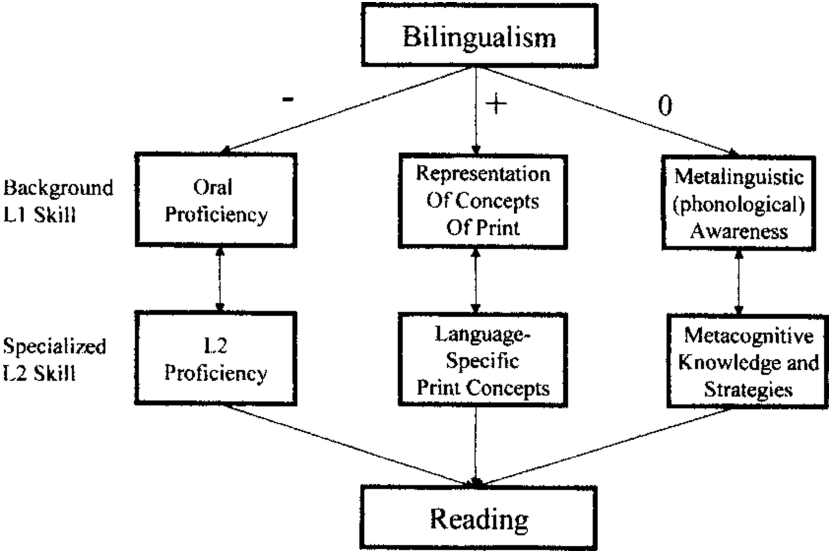 Bilingualism
-
+
0
Background
L1 Skill
Oral
Proficiency
Representation
Of Concepts
Of Print
Metalinguistic
(phonological)
Awareness
Specialized
L2 Skill
L2
Proficiency
Language-
Specific
Print Concepts
Metacognitive
Knowledge and
Strategies
Reading